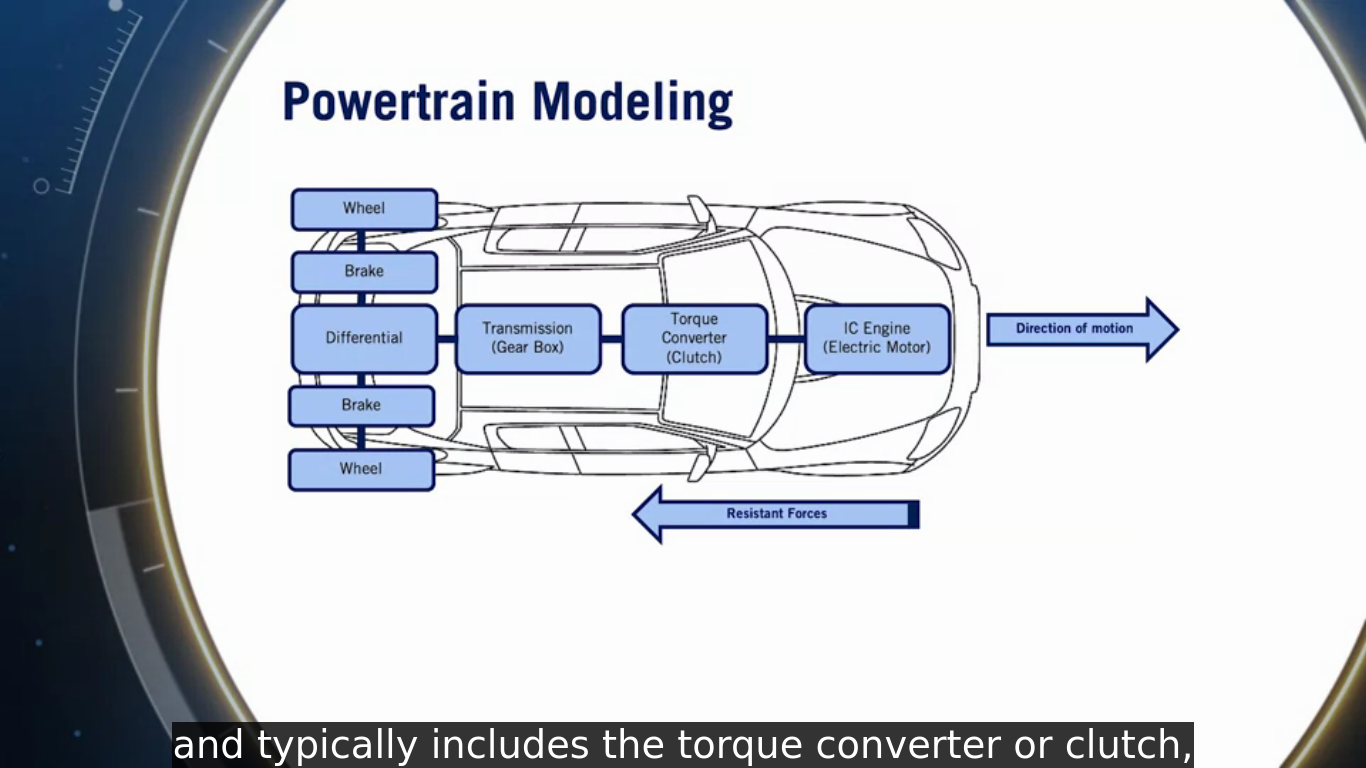 Powertrain Modeling
Wheel
Brake
Differential
Transmission
(Gear Box)
Torque
Converter
(Clutch)
IC Engine
(Electric Motor)
Direction of motion
Brake
Wheel
Resistant Forces
and typically includes the torque converter or clutch,